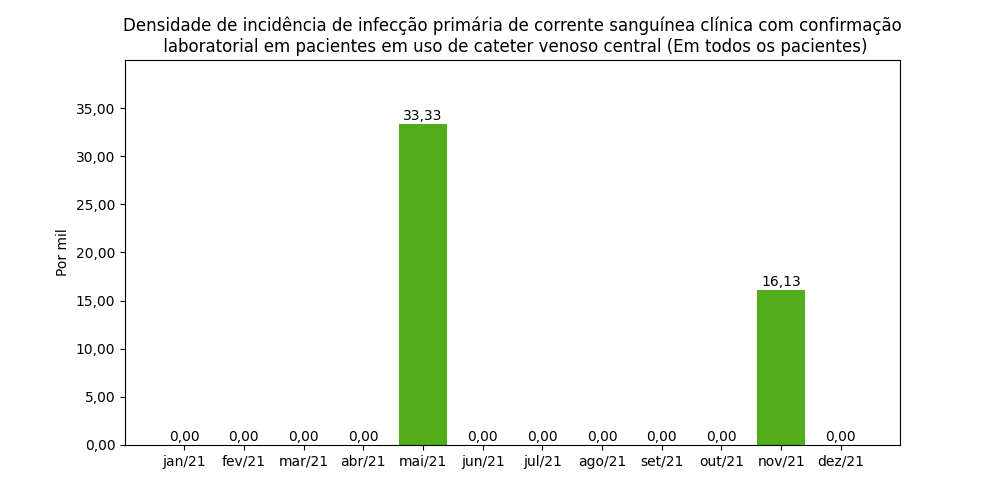 Densidade de incidência de infecção primária de corrente sanguínea clínica com confirmação
laboratorial em pacientes em uso de cateter venoso central (Em todos os pacientes)
Por mil
35,00
30,00
25,00
20,00
15,00
10,00
5,00
0,00
0,00 0,00 0,00 0,00 33,33 0,00 0,00 0,00 0,00 0,00 16,13 0,00
jan/21 fev/21 mar/21 abr/21 mai/21 jun/21 jul/21 ago/21 set/21 out/21 nov/21 dez/21